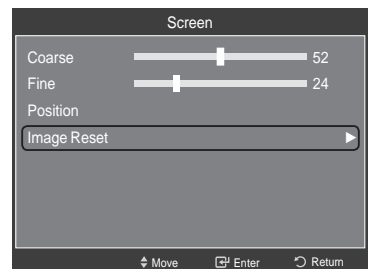 Screen
Coarse 52
Fine 24
Position
Image Reset
Move Enter Return